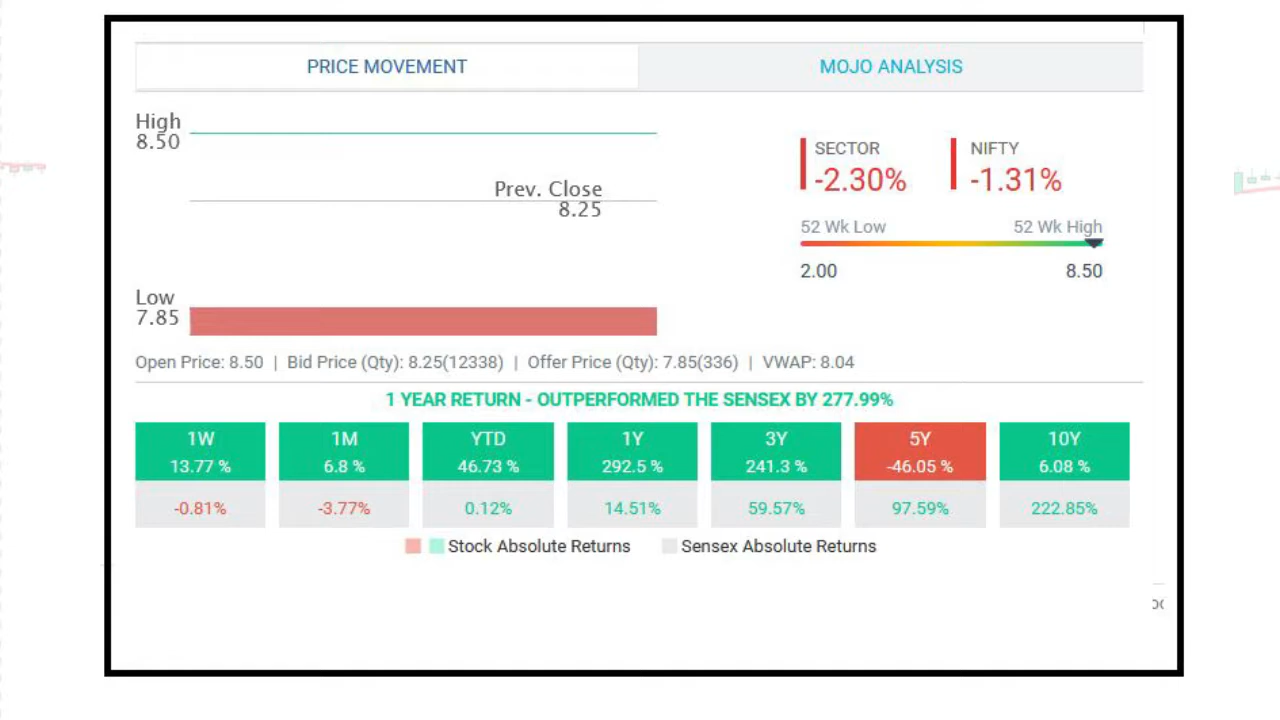 PRICE MOVEMENT
MOJO ANALYSIS
High
8.50
Prev. Close
8.25
Low
7.85
SECTOR
-2.30%
NIFTY
-1.31%
52 Wk Low
52 Wk High
2.00
8.50
Open Price: 8.50 | Bid Price (Qty): 8.25(12338) | Offer Price (Qty): 7.85(336) | VWAP: 8.04
1 YEAR RETURN - OUTPERFORMED THE SENSEX BY 277.99%
1W 1M YTD 1Y 3Y 5Y 10Y
13.77 % 6.8 % 46.73 % 292.5 % 241.3 % -46.05 % 6.08 %
-0.81% -3.77% 0.12% 14.51% 59.57% 97.59% 222.85%
Stock Absolute Returns Sensex Absolute Returns